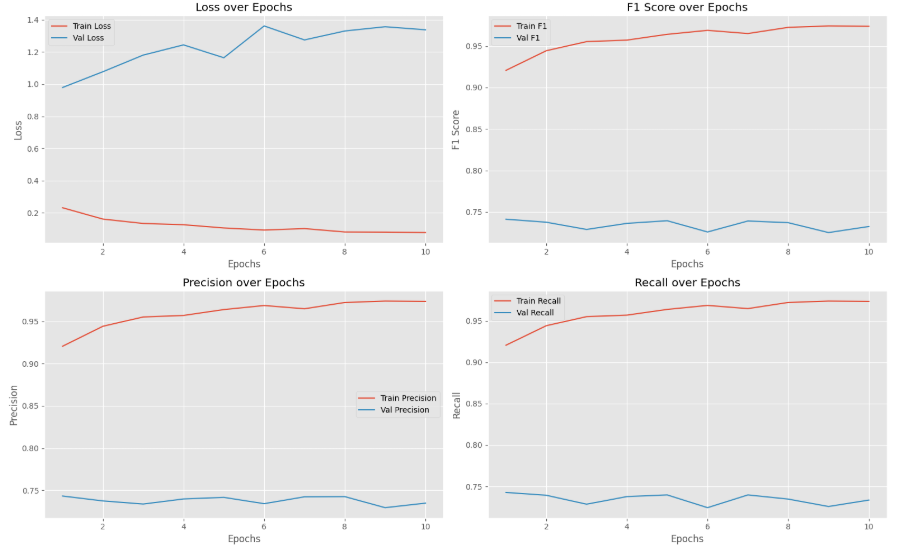 Loss over Epochs
Train Loss
Val Loss
1.4
1.2
1.0
0.8
0.6
0.4
0.2
Loss
2
4
6
8
10
Epochs
F1 Score over Epochs
Train F1
Val F1
0.95
0.90
0.85
0.80
0.75
F1 Score
2
4
6
8
10
Epochs
Precision over Epochs
Train Precision
Val Precision
0.95
0.90
0.85
0.80
0.75
Precision
2
4
6
8
10
Epochs
Recall over Epochs
Train Recall
Val Recall
0.95
0.90
0.85
0.80
0.75
Recall
2
4
6
8
10
Epochs